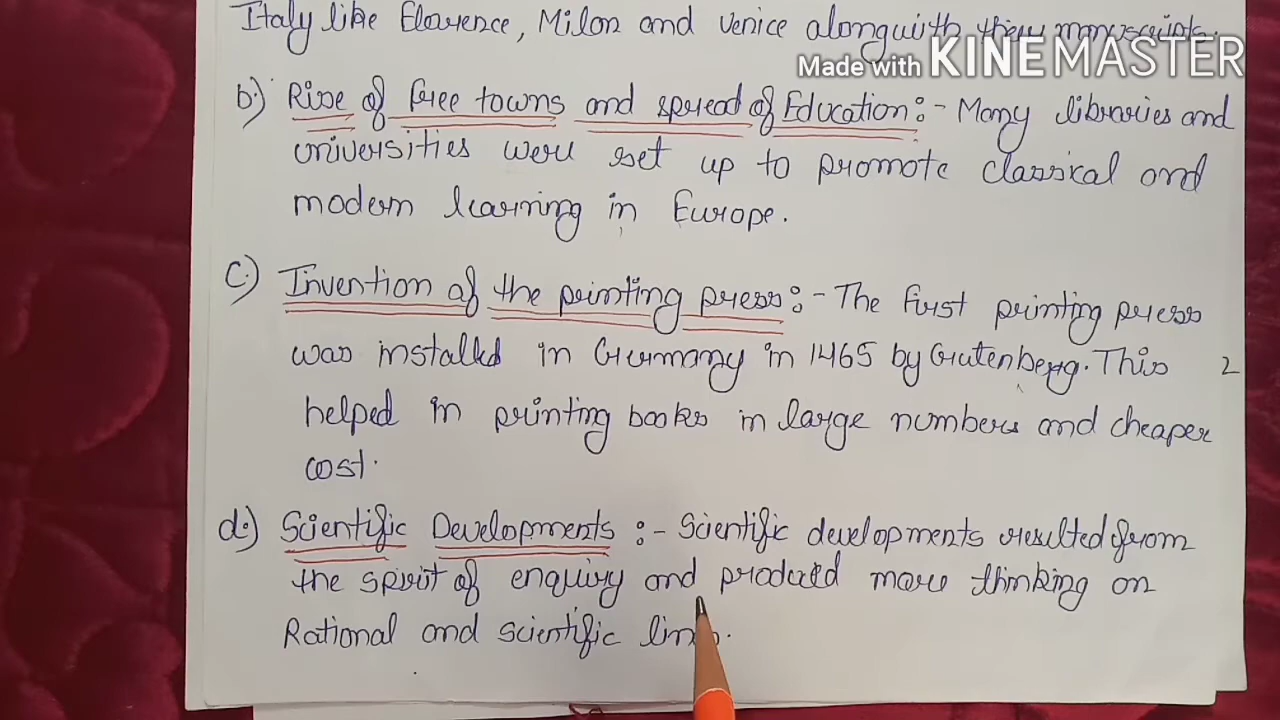 Italy like Elorence, Milon and Venice alongwith their manuscripts.
Made with KINEMASTER
b.) Rise of free towns and spread of Education:- Many libraries and
universities were set up to promote classical and
modern learning in Europe.
c.) Invention of the printing press:- The first printing press
was installed in Germany in 1465 by Gutenberg. This 2
helped in printing books in large numbers and cheaper
cost.
d.) Scientific Developments :- Scientific developments resulted from
the spirit of enquiry and produced more thinking on
Rational and scientific lines.